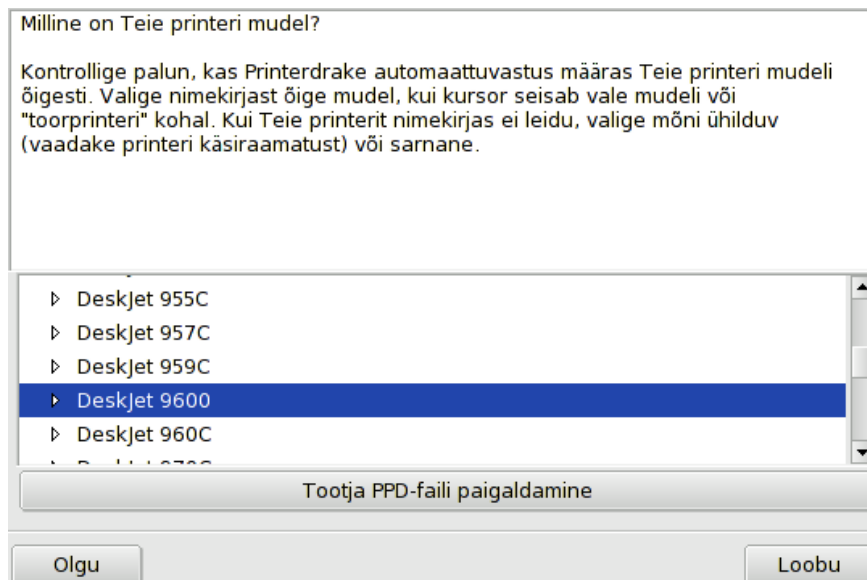 Milline on Teie printeri mudel?
Kontrollige palun, kas Printerdrake automaattuvastus määras Teie printeri mudeli
õigesti. Valige nimekirjast õige mudel, kui kursor seisab vale mudeli või
"toorprinteri" kohal. Kui Teie printerit nimekirjas ei leidu, valige mõni ühilduv
(vaadake printeri käsiraamatust) või sarnane.
DeskJet 955C
DeskJet 957C
DeskJet 959C
DeskJet 9600
DeskJet 960C
Tootja PPD-faili paigaldamine
Olgu
Loobu